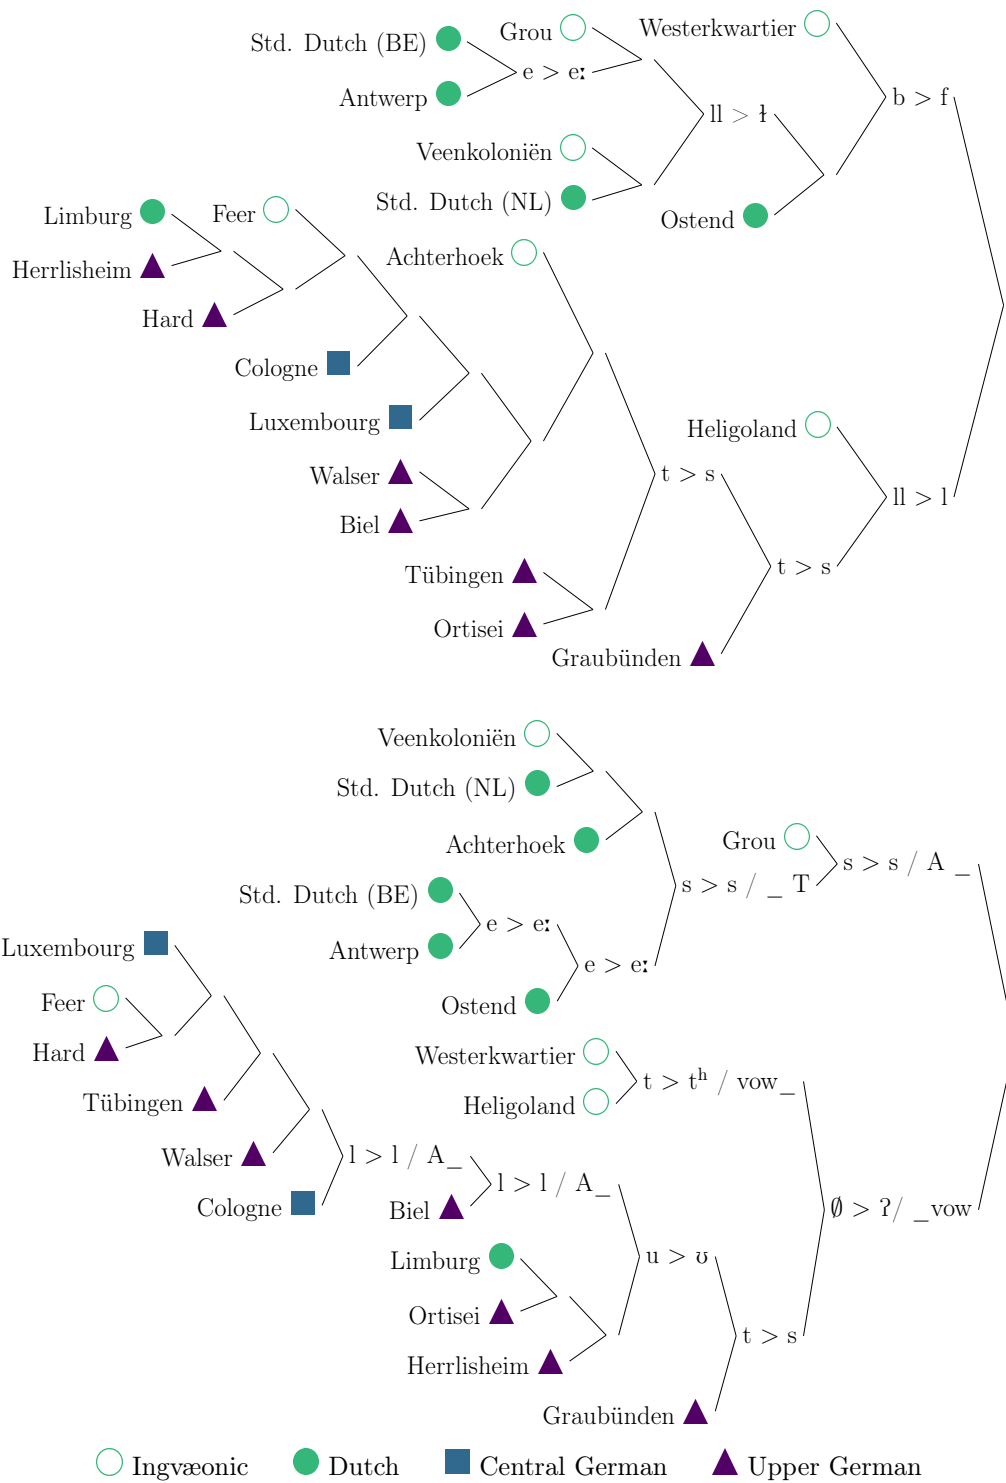 Grou
Westerkwartier
Std. Dutch (BE)
e > eː
Antwerp
b > f
ll > ɫ
Veenkoloniën
Std. Dutch (NL)
Limburg
Feer
Ostend
Achterhoek
Herrlisheim
Hard
Cologne
Luxembourg
Heligoland
Walser
t > s
ll > l
Biel
Tübingen
t > s
Ortisei
Graubünden
Veenkoloniën
Std. Dutch (NL)
Achterhoek
Grou
s > s / A _
Std. Dutch (BE)
s > s / _ T
e > eː
Antwerp
Luxembourg
e > eː
Feer
Ostend
Hard
Westerkwartier
t > tʰ / vow_
Tübingen
Heligoland
Walser
l > l / A_
l > l / A_
Cologne
Biel
∅ > ʔ/ _vow
Limburg
u > ʊ
Ortisei
t > s
Herrlisheim
Graubünden
Ingvæonic Dutch Central German Upper German